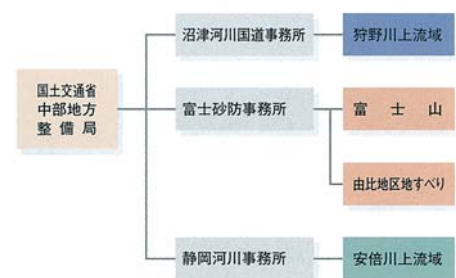 国土交通省
中部地方
整備局
沼津河川国道事務所
狩野川上流域
富士砂防事務所
富士山
由比地区地すべり
静岡河川事務所
安倍川上流域